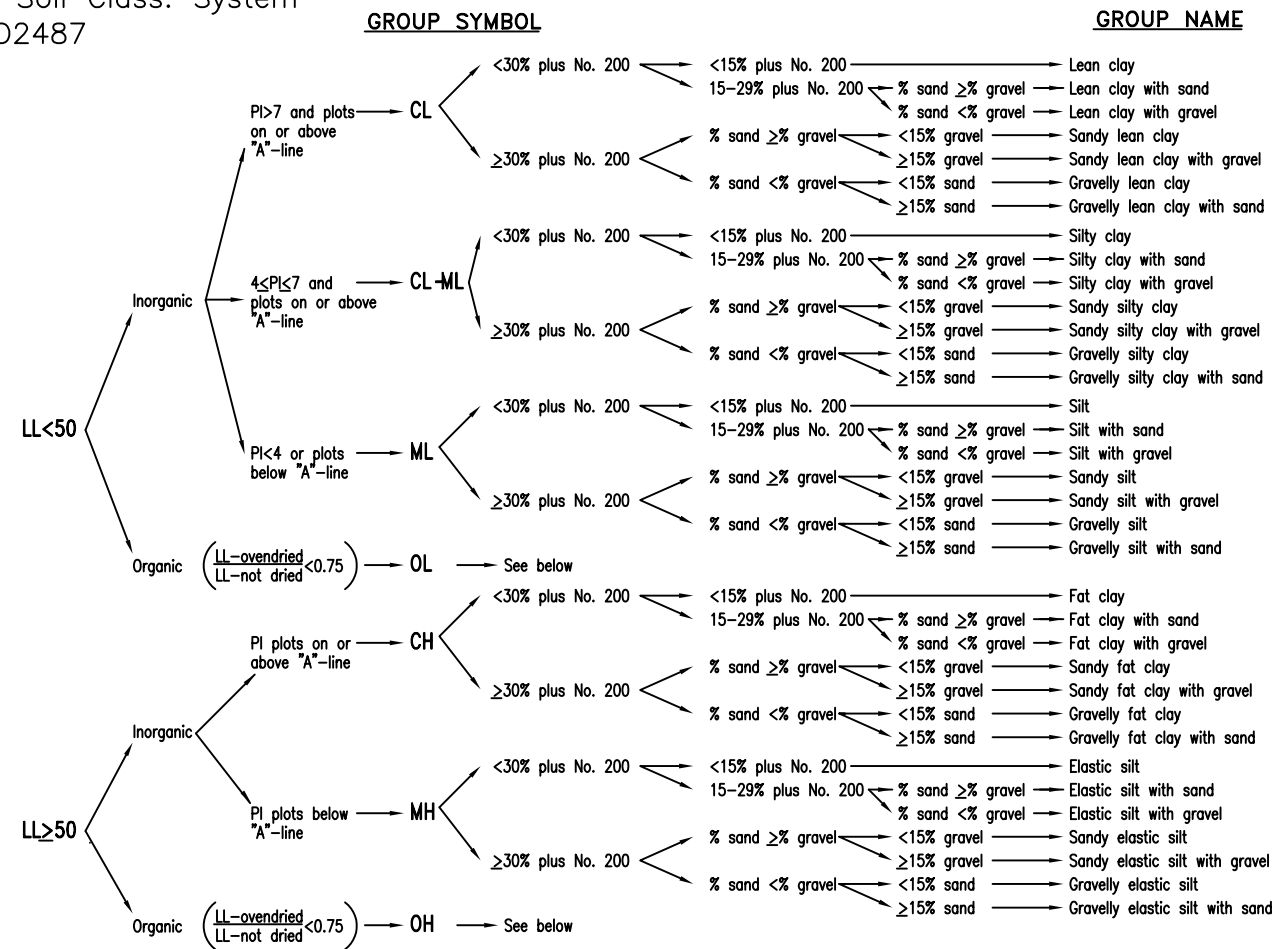 Soil Class. System
D2487
GROUP SYMBOL
GROUP NAME
LL<50
Inorganic
PI>7 and plots
on or above
"A"-line
CL
<30% plus No. 200
<15% plus No. 200
Lean clay
15-29% plus No. 200
% sand ≥% gravel
Lean clay with sand
% sand <% gravel
Lean clay with gravel
≥30% plus No. 200
% sand ≥% gravel
<15% gravel
Sandy lean clay
≥15% gravel
Sandy lean clay with gravel
% sand <% gravel
<15% sand
Gravelly lean clay
≥15% sand
Gravelly lean clay with sand
4≤PI≤7 and
plots on or above
"A"-line
CL-ML
<30% plus No. 200
<15% plus No. 200
Silty clay
15-29% plus No. 200
% sand ≥% gravel
Silty clay with sand
% sand <% gravel
Silty clay with gravel
≥30% plus No. 200
% sand ≥% gravel
<15% gravel
Sandy silty clay
≥15% gravel
Sandy silty clay with gravel
% sand <% gravel
<15% sand
Gravelly silty clay
≥15% sand
Gravelly silty clay with sand
PI<4 or plots
below "A"-line
ML
<30% plus No. 200
<15% plus No. 200
Silt
15-29% plus No. 200
% sand ≥% gravel
Silt with sand
% sand <% gravel
Silt with gravel
≥30% plus No. 200
% sand ≥% gravel
<15% gravel
Sandy silt
≥15% gravel
Sandy silt with gravel
% sand <% gravel
<15% sand
Gravelly silt
≥15% sand
Gravelly silt with sand
Organic
(LL-ovendried
LL-not dried <0.75)
OL
See below
LL≥50
Inorganic
PI plots on or
above "A"-line
CH
<30% plus No. 200
<15% plus No. 200
Fat clay
15-29% plus No. 200
% sand ≥% gravel
Fat clay with sand
% sand <% gravel
Fat clay with gravel
≥30% plus No. 200
% sand ≥% gravel
<15% gravel
Sandy fat clay
≥15% gravel
Sandy fat clay with gravel
% sand <% gravel
<15% sand
Gravelly fat clay
≥15% sand
Gravelly fat clay with sand
PI plots below
"A"-line
MH
<30% plus No. 200
<15% plus No. 200
Elastic silt
15-29% plus No. 200
% sand ≥% gravel
Elastic silt with sand
% sand <% gravel
Elastic silt with gravel
≥30% plus No. 200
% sand ≥% gravel
<15% gravel
Sandy elastic silt
≥15% gravel
Sandy elastic silt with gravel
% sand <% gravel
<15% sand
Gravelly elastic silt
≥15% sand
Gravelly elastic silt with sand
Organic
(LL-ovendried
LL-not dried <0.75)
OH
See below